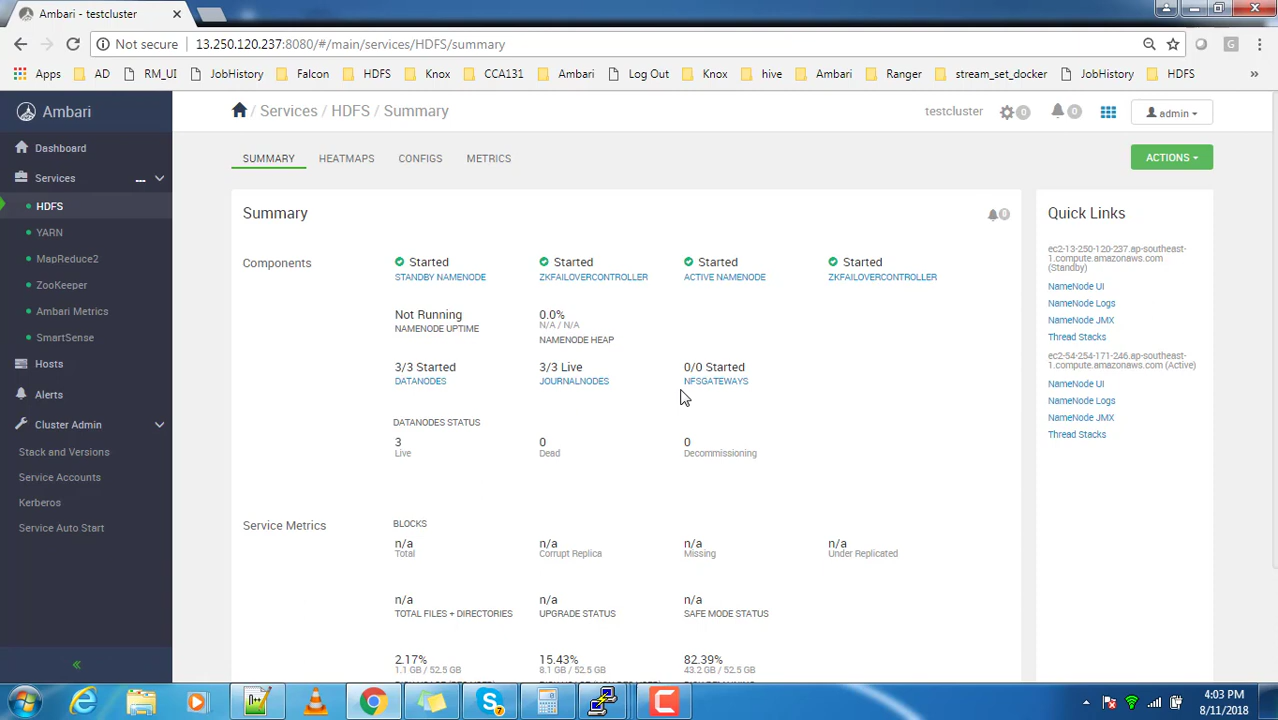 Ambari - testcluster
Not secure 13.250.120.237:8080/#/main/services/HDFS/summary
Apps AD RM_UI JobHistory Falcon HDFS Knox CCA131 Ambari Log Out Knox hive Ambari Ranger stream_set_docker JobHistory HDFS »
Ambari
/ Services / HDFS / Summary
testcluster 0 0 admin
Dashboard
Services ...
HDFS
YARN
MapReduce2
ZooKeeper
Ambari Metrics
SmartSense
Hosts
Alerts
Cluster Admin
Stack and Versions
Service Accounts
Kerberos
Service Auto Start
«
SUMMARY HEATMAPS CONFIGS METRICS
ACTIONS
Summary
0
Components
Started Started Started Started
STANDBY NAMENODE ZKFAILOVERCONTROLLER ACTIVE NAMENODE ZKFAILOVERCONTROLLER
Not Running 0.0%
NAMENODE UPTIME N/A / N/A
NAMENODE HEAP
3/3 Started 3/3 Live 0/0 Started
DATANODES JOURNALNODES NFSGATEWAYS
DATANODES STATUS
3 0 0
Live Dead Decommissioning
Service Metrics
BLOCKS
n/a n/a n/a n/a
Total Corrupt Replica Missing Under Replicated
n/a n/a n/a
TOTAL FILES + DIRECTORIES UPGRADE STATUS SAFE MODE STATUS
2.17% 15.43% 82.39%
1.1 GB / 52.5 GB 8.1 GB / 52.5 GB 43.2 GB / 52.5 GB
Quick Links
ec2-13-250-120-237.ap-southeast-
1.compute.amazonaws.com
(Standby)
NameNode UI
NameNode Logs
NameNode JMX
Thread Stacks
ec2-54-254-171-246.ap-southeast-
1.compute.amazonaws.com (Active)
NameNode UI
NameNode Logs
NameNode JMX
Thread Stacks
4:03 PM
8/11/2018